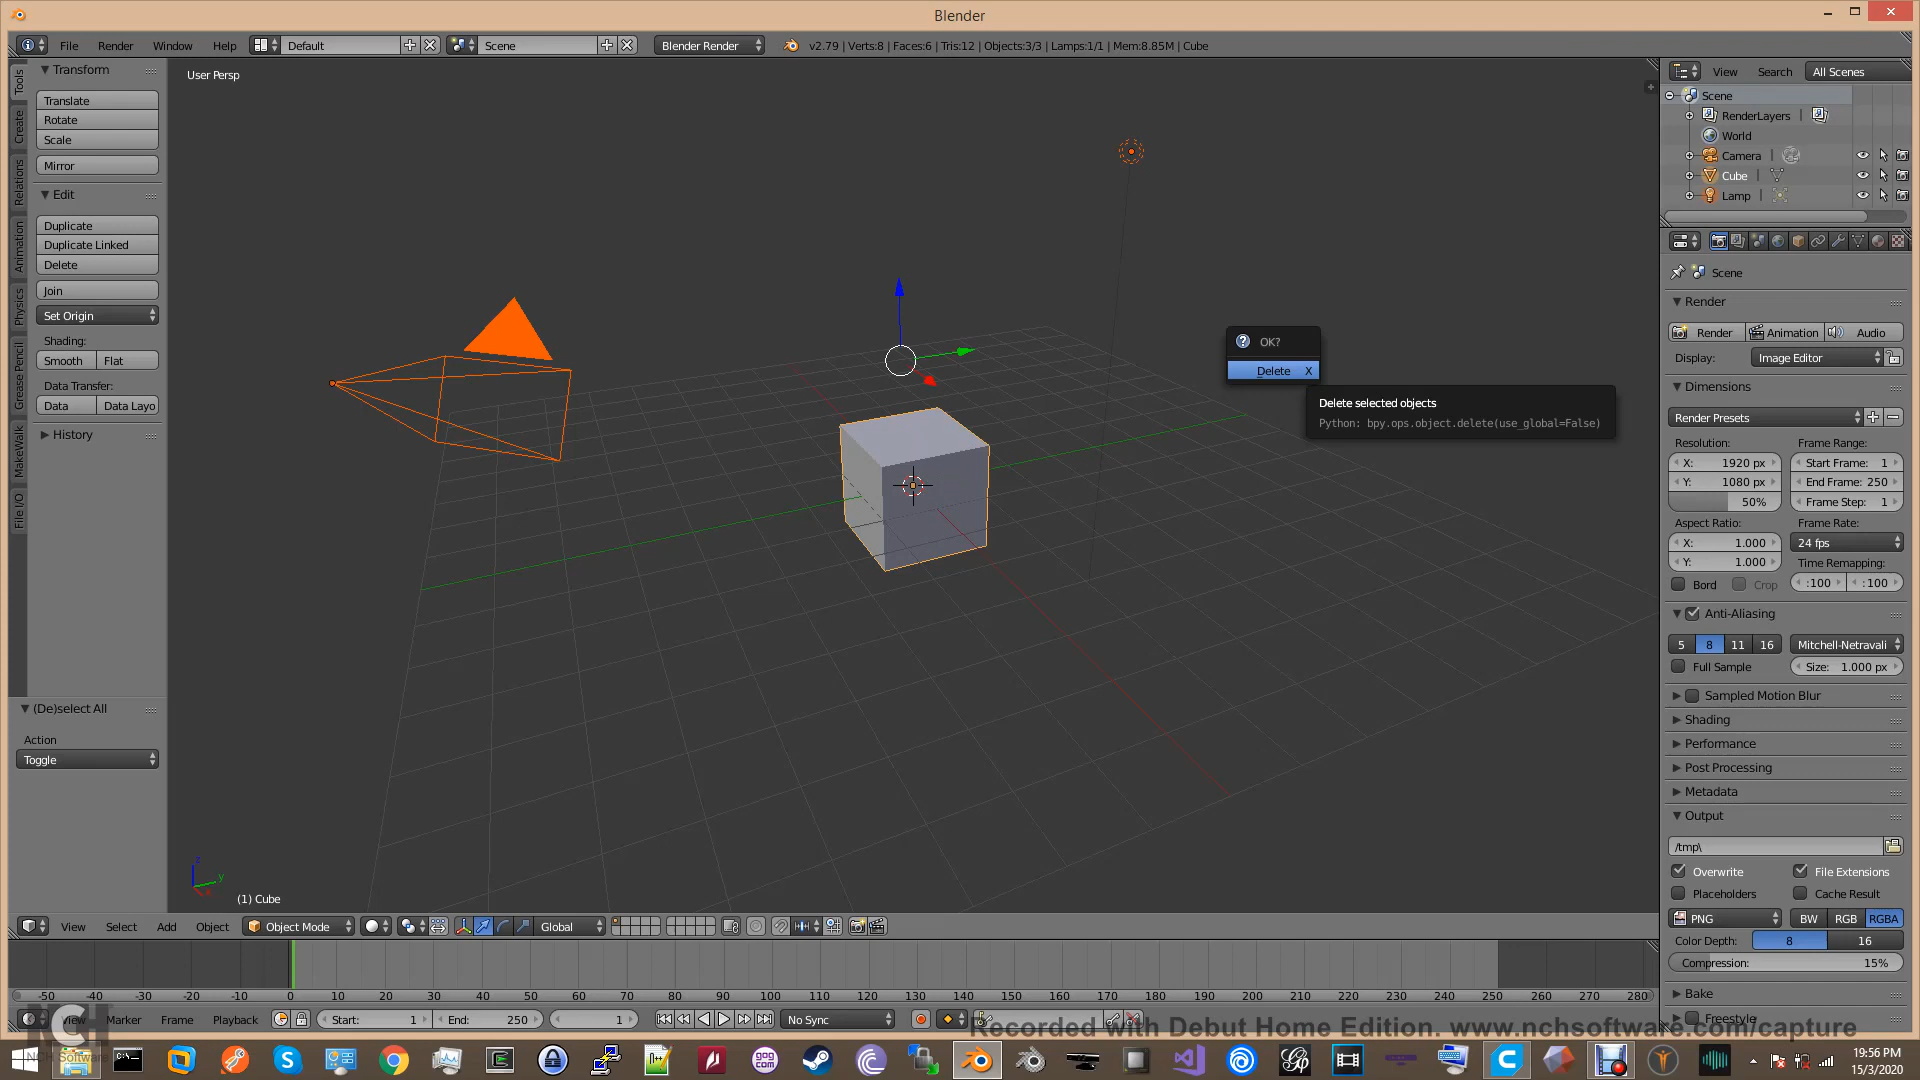 Blender
File Render Window Help Default Scene Blender Render v2.79 | Verts:8 | Faces:6 | Tris:12 | Objects:3/3 | Lamps:1/1 | Mem:8.85M | Cube
Tools
Create
Relations
Animation
Physics
Grease Pencil
MakeWalk
File I/O
Transform
Translate
Rotate
Scale
Mirror
Edit
Duplicate
Duplicate Linked
Delete
Join
Set Origin
Shading:
Smooth Flat
Data Transfer:
Data Data Layo
History
(De)select All
Action
Toggle
User Persp
OK?
Delete X
Delete selected objects
Python: bpy.ops.object.delete(use_global=False)
z
y
(1) Cube
View Select Add Object Object Mode Global
View Search All Scenes
Scene
RenderLayers
World
Camera
Cube
Lamp
Scene
Render
Render Animation Audio
Display: Image Editor
Dimensions
Render Presets
Resolution: Frame Range:
X: 1920 px Start Frame: 1
Y: 1080 px End Frame: 250
50% Frame Step: 1
Aspect Ratio: Frame Rate:
X: 1.000 24 fps
Y: 1.000 Time Remapping:
Bord Crop :100 :100
Anti-Aliasing
5 8 11 16 Mitchell-Netravali
Full Sample Size: 1.000 px
Sampled Motion Blur
Shading
Performance
Post Processing
Metadata
Output
/tmp\
Overwrite File Extensions
Placeholders Cache Result
PNG BW RGB RGBA
Color Depth: 8 16
Compression: 15%
Bake
Freestyle
-50 -40 -30 -20 -10 0 10 20 30 40 50 60 70 80 90 100 110 120 130 140 150 160 170 180 190 200 210 220 230 240 250 260 270 280
Marker Frame Playback Start: 1 End: 250 1 No Sync
NCH
NCH Software
Recorded with Debut Home Edition. www.nchsoftware.com/capture
19:56 PM
15/3/2020